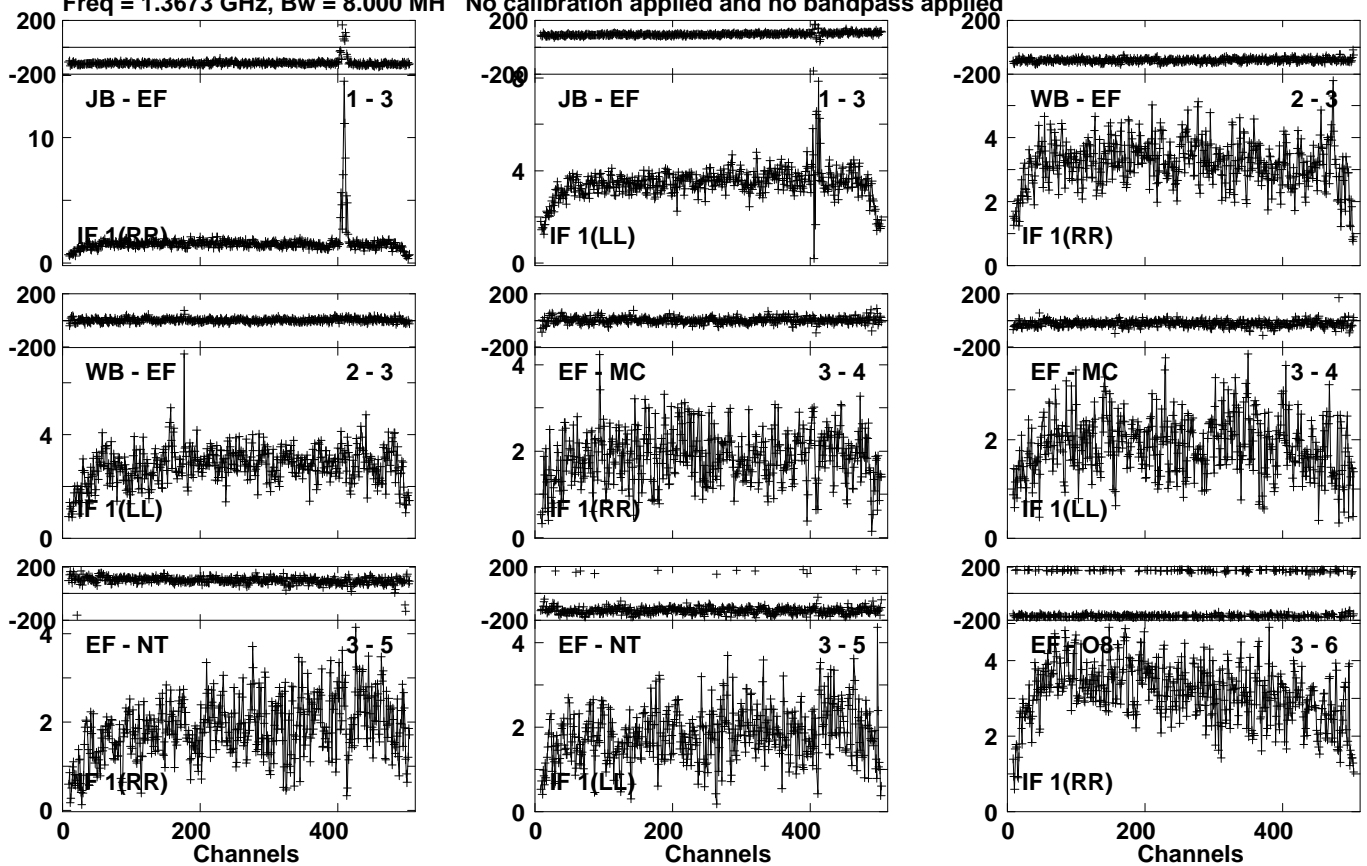 Freq = 1.3673 GHz, Bw = 8.000 MH No calibration applied and no bandpass applied
200 200 200
-200 -200 -200
8
JB - EF 1 - 3 JB - EF 1 - 3 WB - EF 2 - 3
10 4 4
2
IF 1(RR) IF 1(LL) IF 1(RR)
0 0 0
200 200 200
-200 -200 -200
4
WB - EF 2 - 3 EF - MC 3 - 4 EF - MC 3 - 4
4 2 2
IF 1(LL) IF 1(RR) IF 1(LL)
0 0 0
200 200 200
-200 -200 -200
4 4 4
EF - NT 3 - 5 EF - NT 3 - 5 EF - O8 3 - 6
2 2 2
IF 1(RR) IF 1(LL) IF 1(RR)
0 0 0
0 200 400 0 200 400 0 200 400
Channels Channels Channels